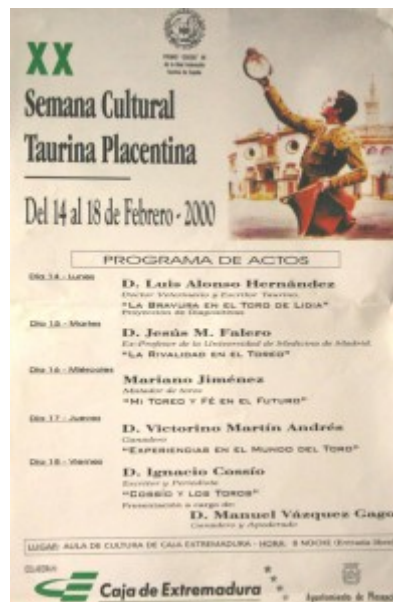 XX
Semana Cultural
Taurina Placentina
Del 14 al 18 de Febrero - 2000
PROGRAMA DE ACTOS
Día 14 - Lunes
D. Luis Alonso Hernández
Doctor Veterinario y Escritor Taurino
"LA BRAVURA EN EL TORO DE LIDIA"
Proyección de Diapositivas
Día 15 - Martes
D. Jesús M. Falero
Ex-Profesor de la Universidad de Medicina de Madrid
"LA RIVALIDAD EN EL TOREO"
Día 16 - Miércoles
Mariano Jiménez
Matador de toros
"MI TOREO Y FÉ EN EL FUTURO"
Día 17 - Jueves
D. Victorino Martín Andrés
Ganadero
"EXPERIENCIAS EN EL MUNDO DEL TORO"
Día 18 - Viernes
D. Ignacio Cossío
Escritor y Periodista
"COSSÍO Y LOS TOROS"
Presentación a cargo de:
D. Manuel Vázquez Gago
Ganadero y Apoderado
LUGAR: AULA DE CULTURA DE CAJA EXTREMADURA - HORA: 8 NOCHE (Entrada libre)
Caja de Extremadura
Ayuntamiento de